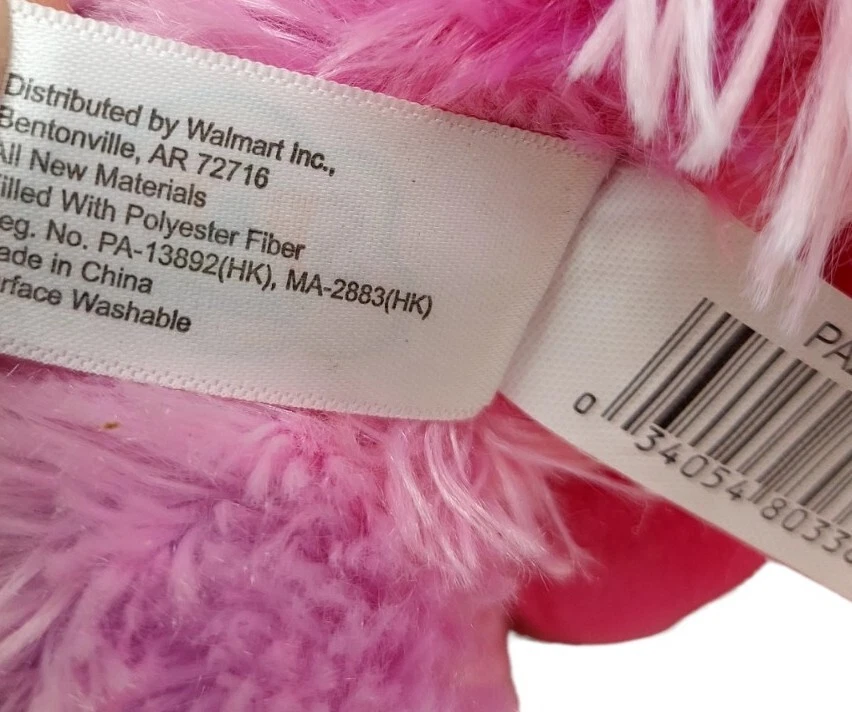 Distributed by Walmart Inc.,
Bentonville, AR 72716
All New Materials
illed With Polyester Fiber
eg. No. PA-13892(HK), MA-2883(HK)
ade in China
rface Washable
PA
0 34054 8033